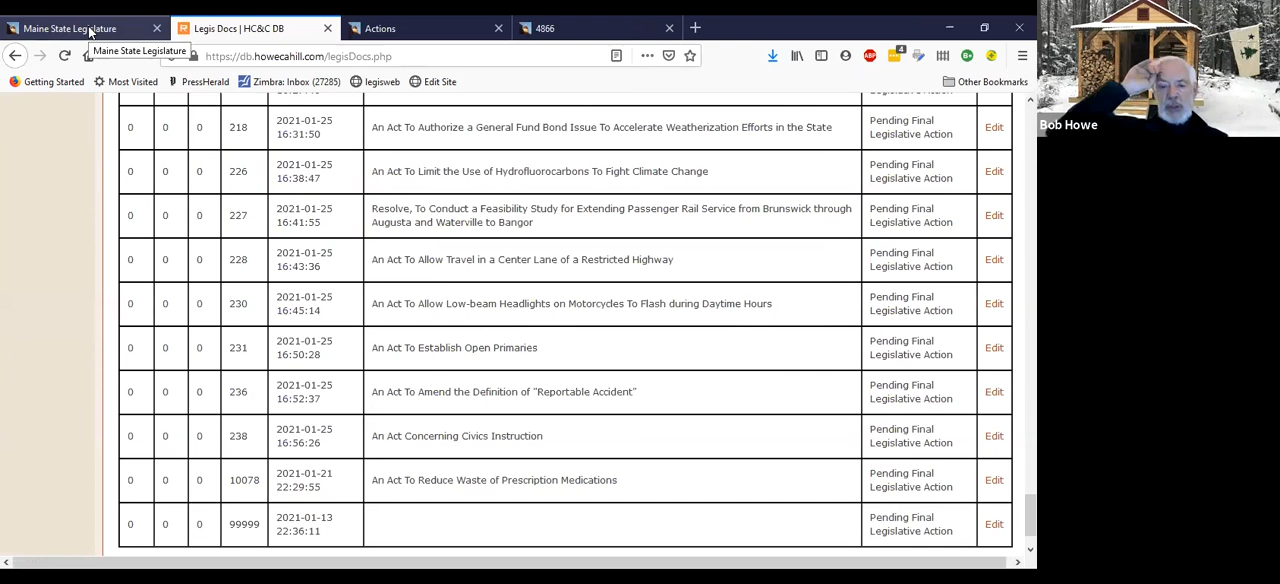 Maine State Legislature
Legis Docs | HC&C DB
Actions
4866
Maine State Legislature
https://db.howecahill.com/legisDocs.php
4
ABP
B+
Getting Started
Most Visited
PressHerald
Zimbra: Inbox (27285)
legisweb
Edit Site
Other Bookmarks
Bob Howe
Legislative Action
0 0 0 218 2021-01-25 16:31:50 An Act To Authorize a General Fund Bond Issue To Accelerate Weatherization Efforts in the State Pending Final Legislative Action Edit
0 0 0 226 2021-01-25 16:38:47 An Act To Limit the Use of Hydrofluorocarbons To Fight Climate Change Pending Final Legislative Action Edit
0 0 0 227 2021-01-25 16:41:55 Resolve, To Conduct a Feasibility Study for Extending Passenger Rail Service from Brunswick through Augusta and Waterville to Bangor Pending Final Legislative Action Edit
0 0 0 228 2021-01-25 16:43:36 An Act To Allow Travel in a Center Lane of a Restricted Highway Pending Final Legislative Action Edit
0 0 0 230 2021-01-25 16:45:14 An Act To Allow Low-beam Headlights on Motorcycles To Flash during Daytime Hours Pending Final Legislative Action Edit
0 0 0 231 2021-01-25 16:50:28 An Act To Establish Open Primaries Pending Final Legislative Action Edit
0 0 0 236 2021-01-25 16:52:37 An Act To Amend the Definition of “Reportable Accident” Pending Final Legislative Action Edit
0 0 0 238 2021-01-25 16:56:26 An Act Concerning Civics Instruction Pending Final Legislative Action Edit
0 0 0 10078 2021-01-21 22:29:55 An Act To Reduce Waste of Prescription Medications Pending Final Legislative Action Edit
0 0 0 99999 2021-01-13 22:36:11 Pending Final Legislative Action Edit